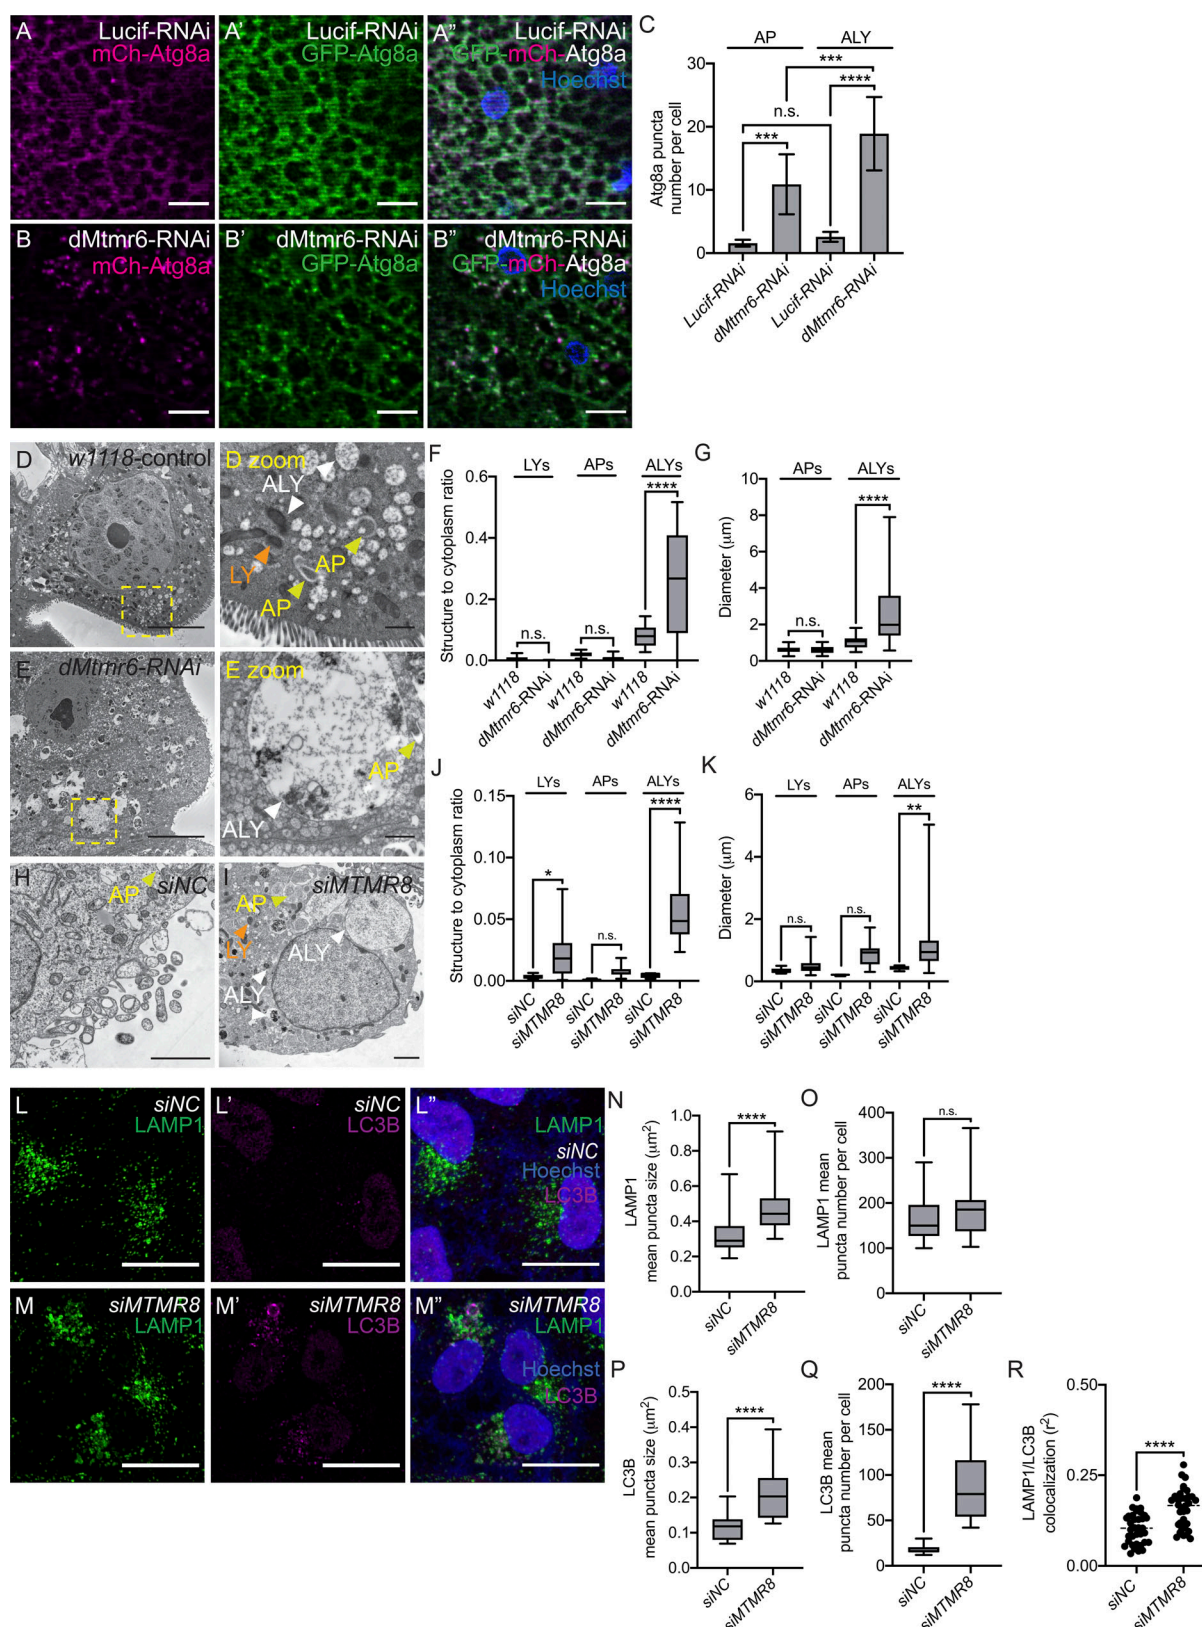 A
Lucif-RNAi
mCh-Atg8a
A'
Lucif-RNAi
GFP-Atg8a
A"
Lucif-RNAi
GFP-mCh-Atg8a
Hoechst
B
dMtmr6-RNAi
mCh-Atg8a
B'
dMtmr6-RNAi
GFP-Atg8a
B"
dMtmr6-RNAi
GFP-mCh-Atg8a
Hoechst
C
AP
ALY
***
n.s.
****
***
30
20
10
0
Atg8a puncta
number per cell
Lucif-RNAi
dMtmr6-RNAi
Lucif-RNAi
dMtmr6-RNAi
D
w1118-control
D zoom
ALY
LY
AP
AP
E
dMtmr6-RNAi
E zoom
AP
ALY
F
LYs
APs
ALYs
n.s.
n.s.
****
0.6
0.4
0.2
0.0
Structure to cytoplasm ratio
w1118
dMtmr6-RNAi
w1118
dMtmr6-RNAi
w1118
dMtmr6-RNAi
G
APs
ALYs
n.s.
****
10
8
6
4
2
0
Diameter (μm)
w1118
dMtmr6-RNAi
w1118
dMtmr6-RNAi
H
siNC
AP
I
siMTMR8
AP
LY
ALY
ALY
J
LYs
APs
ALYs
*
n.s.
****
0.15
0.10
0.05
0.00
Structure to cytoplasm ratio
siNC
siMTMR8
siNC
siMTMR8
siNC
siMTMR8
K
LYs
APs
ALYs
n.s.
n.s.
**
6
4
2
1
0
Diameter (μm)
siNC
siMTMR8
siNC
siMTMR8
siNC
siMTMR8
L
siNC
LAMP1
L'
siNC
LC3B
L"
LAMP1
siNC
Hoechst
LC3B
M
siMTMR8
LAMP1
M'
siMTMR8
LC3B
M"
siMTMR8
LAMP1
Hoechst
LC3B
N
****
1.0
0.8
0.6
0.4
0.2
0.0
LAMP1
mean puncta size (μm²)
siNC
siMTMR8
O
n.s.
400
300
200
100
0
LAMP1 mean
puncta number per cell
siNC
siMTMR8
P
****
0.5
0.4
0.3
0.2
0.1
0.0
LC3B
mean puncta size (μm²)
siNC
siMTMR8
Q
****
200
150
100
50
0
LC3B mean
puncta number per cell
siNC
siMTMR8
R
****
0.50
0.25
0.00
LAMP1/LC3B
colocalization (r²)
siNC
siMTMR8